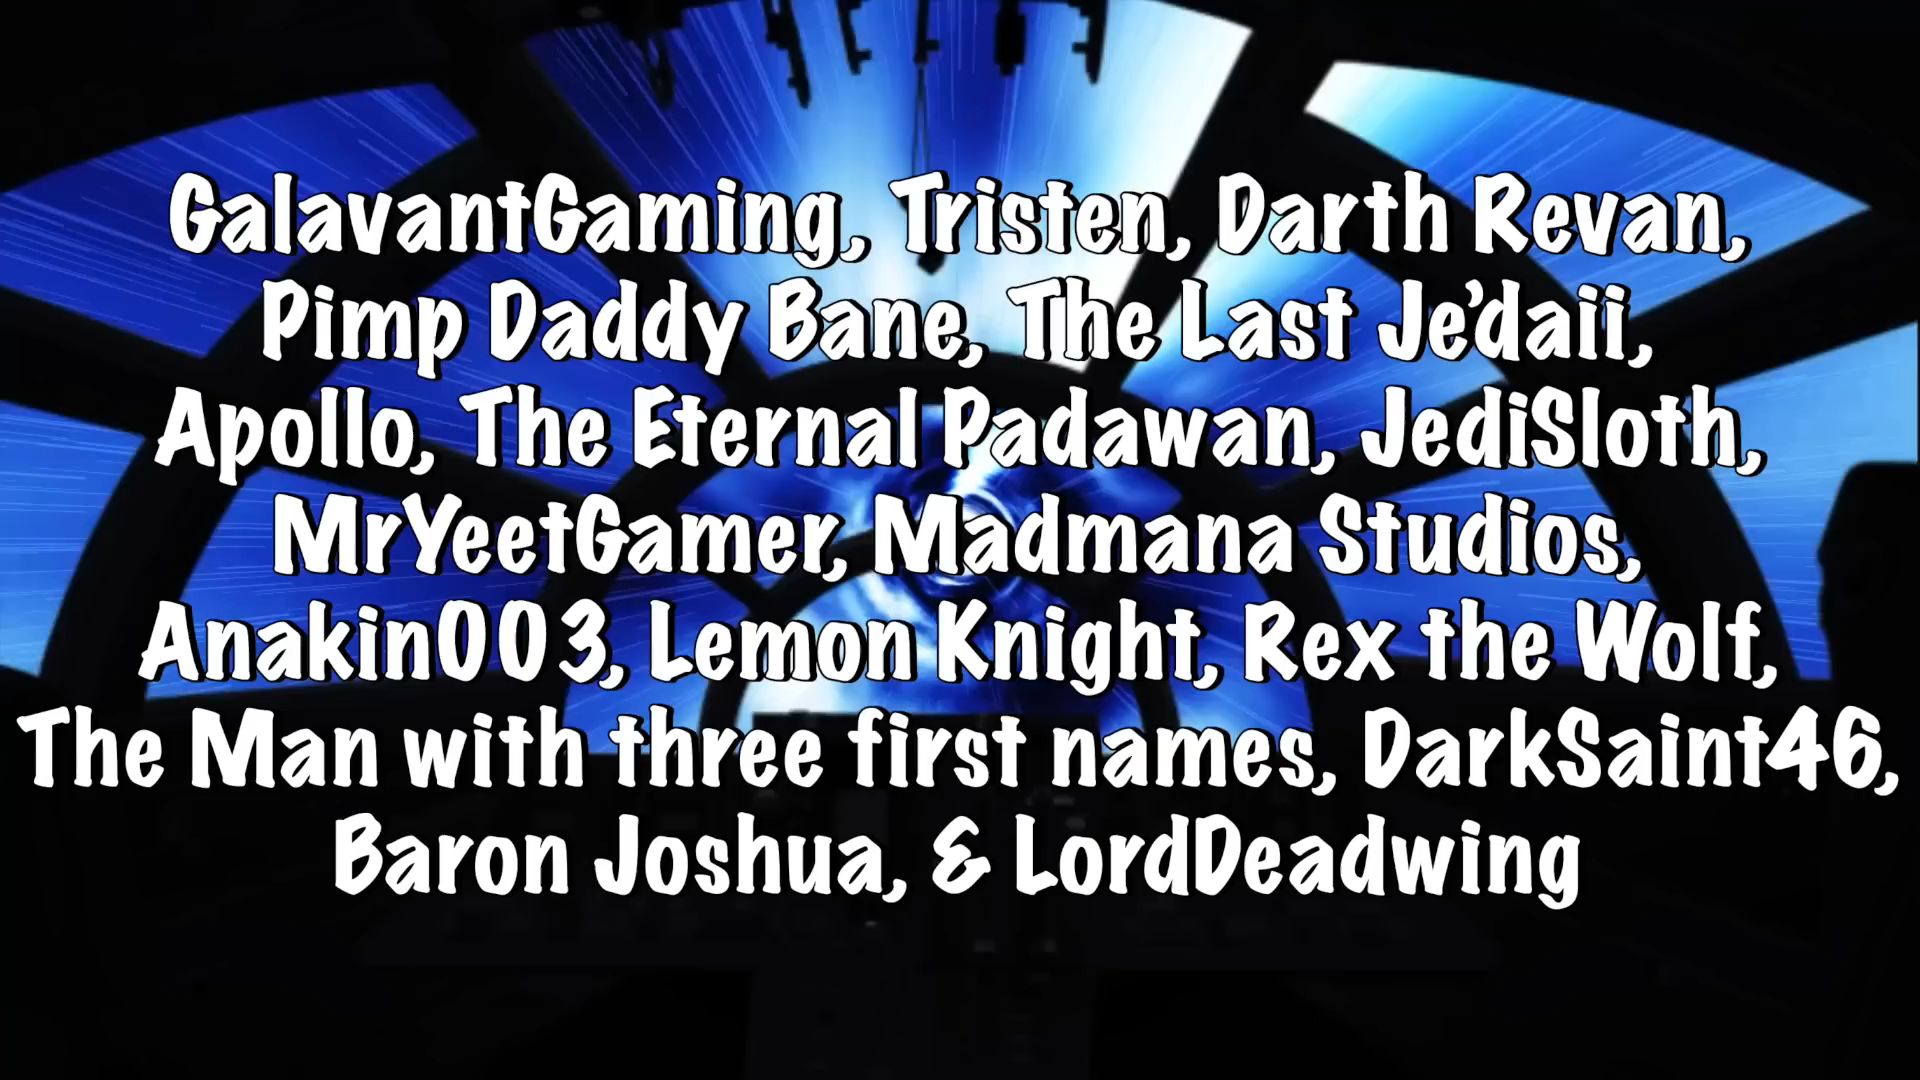 GalavantGaming, Tristen, Darth Revan,
Pimp Daddy Bane, The Last Je’daii,
Apollo, The Eternal Padawan, JediSloth,
MrYeetGamer, Madmana Studios,
Anakin003, Lemon Knight, Rex the Wolf,
The Man with three first names, DarkSaint46,
Baron Joshua, & LordDeadwing